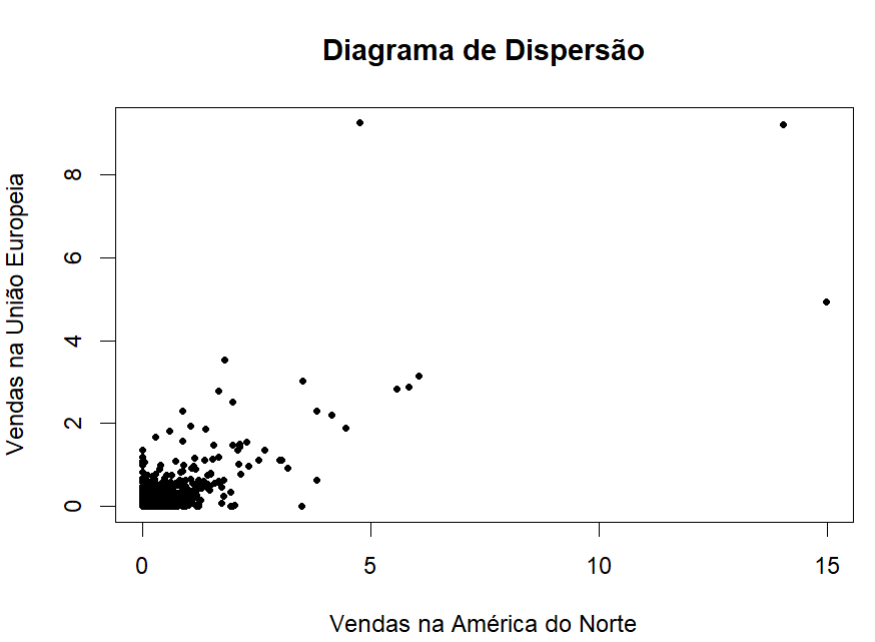 Diagrama de Dispersão
Vendas na União Europeia
8
6
4
2
0
0 5 10 15
Vendas na América do Norte